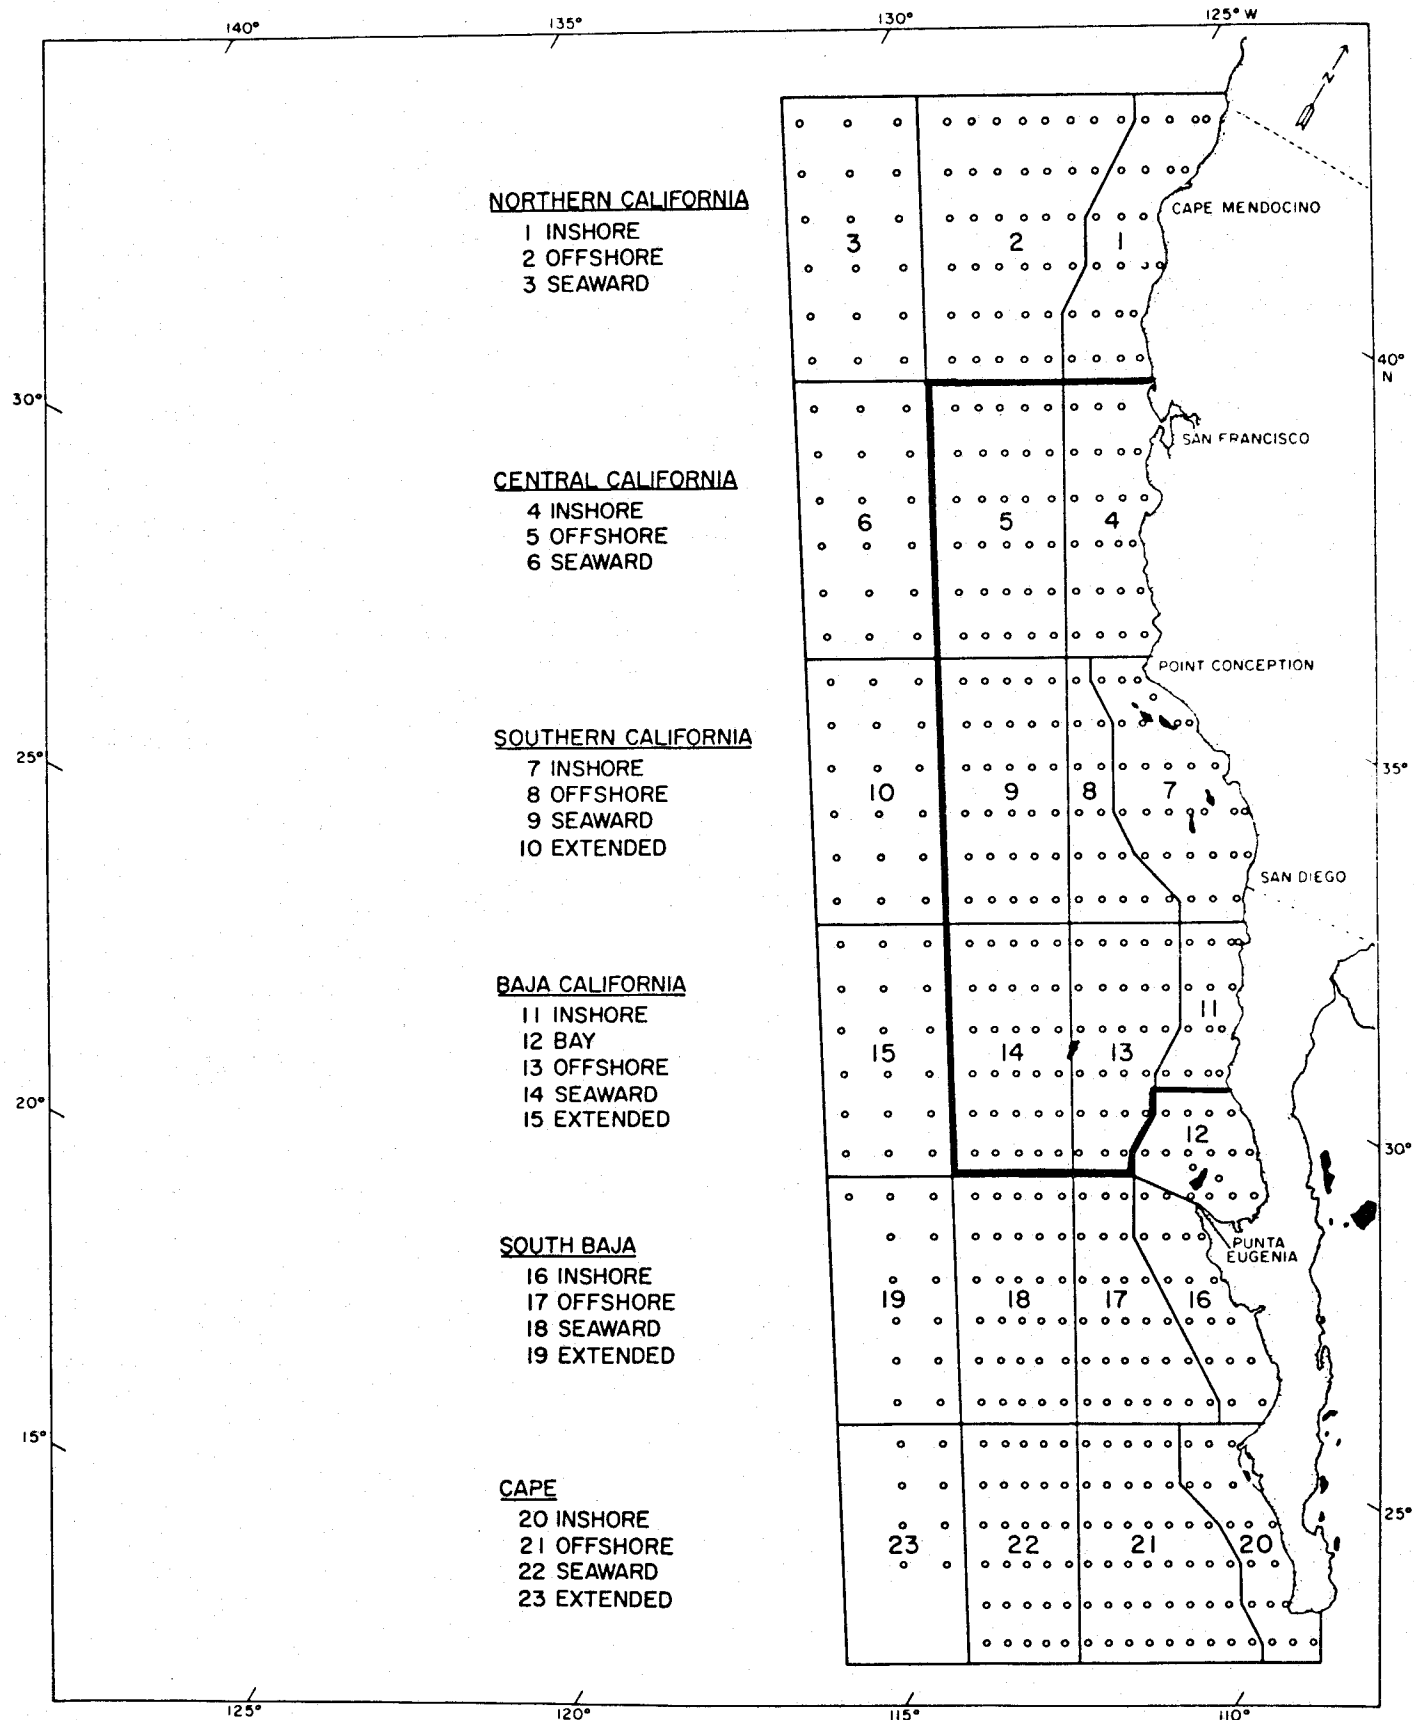 140°
135°
130°
125° W
N
NORTHERN CALIFORNIA
1 INSHORE
2 OFFSHORE
3 SEAWARD
3
2
1
CAPE MENDOCINO
40°
N
30°
SAN FRANCISCO
CENTRAL CALIFORNIA
4 INSHORE
5 OFFSHORE
6 SEAWARD
6
5
4
POINT CONCEPTION
SOUTHERN CALIFORNIA
7 INSHORE
8 OFFSHORE
9 SEAWARD
10 EXTENDED
25°
35°
10
9
8
7
SAN DIEGO
BAJA CALIFORNIA
11 INSHORE
12 BAY
13 OFFSHORE
14 SEAWARD
15 EXTENDED
11
15
14
13
20°
12
30°
PUNTA
EUGENIA
SOUTH BAJA
16 INSHORE
17 OFFSHORE
18 SEAWARD
19 EXTENDED
19
18
17
16
15°
CAPE
20 INSHORE
21 OFFSHORE
22 SEAWARD
23 EXTENDED
25°
23
22
21
20
125°
120°
115°
110°